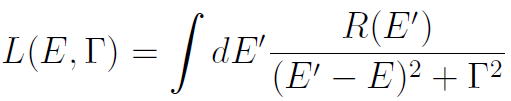 L(E, Γ) = ∫ dE′ R(E′) / ((E′ − E)² + Γ²)